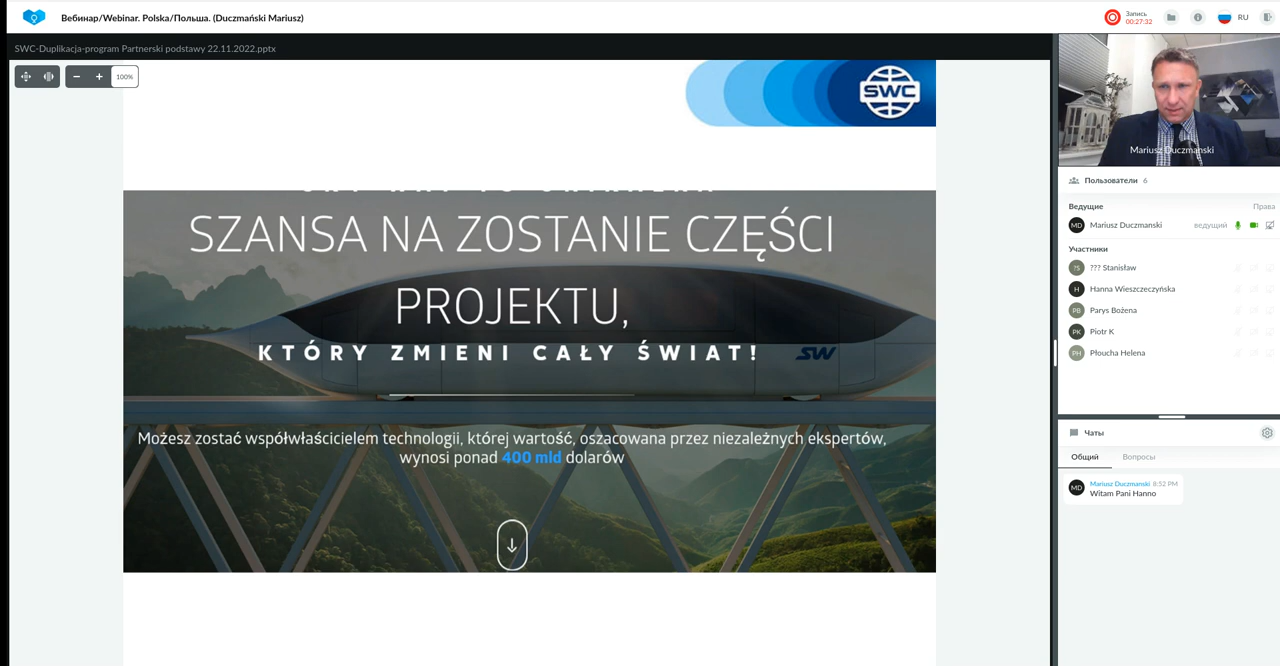 Вебинар/Webinar. Polska/Польша. (Duczmański Mariusz)
Запись
00:27:32
RU
SWC-Duplikacja-program Partnerski podstawy 22.11.2022.pptx
100%
SWC
SZANSA NA ZOSTANIE CZĘŚCI
PROJEKTU,
KTÓRY ZMIENI CAŁY ŚWIAT!
SW
Możesz zostać współwłaścicielem technologii, której wartość, oszacowana przez niezależnych ekspertów,
wynosi ponad 400 mld dolarów
Mariusz Duczmanski
Пользователи 6
Ведущие Права
MD Mariusz Duczmanski ведущий
Участники
?S ??? Stanisław
H Hanna Wieszczeczyńska
PB Parys Bożena
PK Piotr K
PH Płoucha Helena
Чаты
Общий Вопросы
MD Mariusz Duczmanski 8:52 PM
Witam Pani Hanno